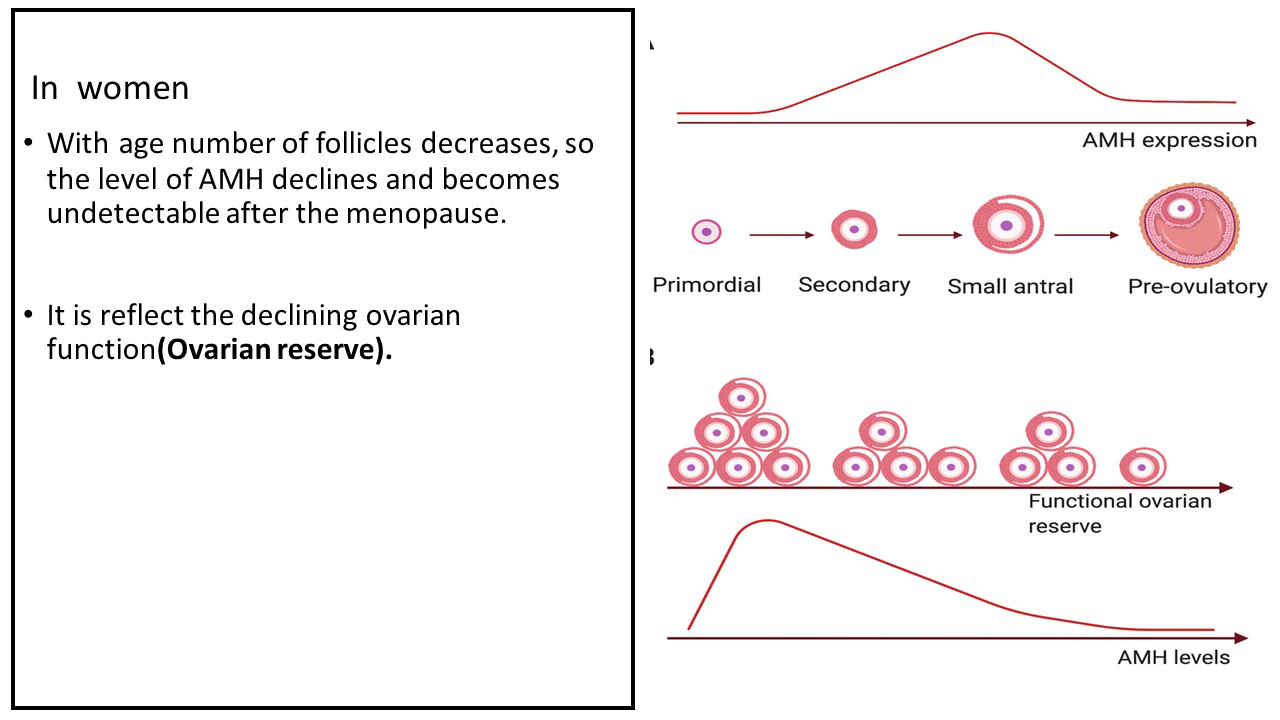 In women
• With age number of follicles decreases, so
the level of AMH declines and becomes
undetectable after the menopause.
• It is reflect the declining ovarian
function(Ovarian reserve).
AMH expression
Primordial
Secondary
Small antral
Pre-ovulatory
Functional ovarian
reserve
AMH levels